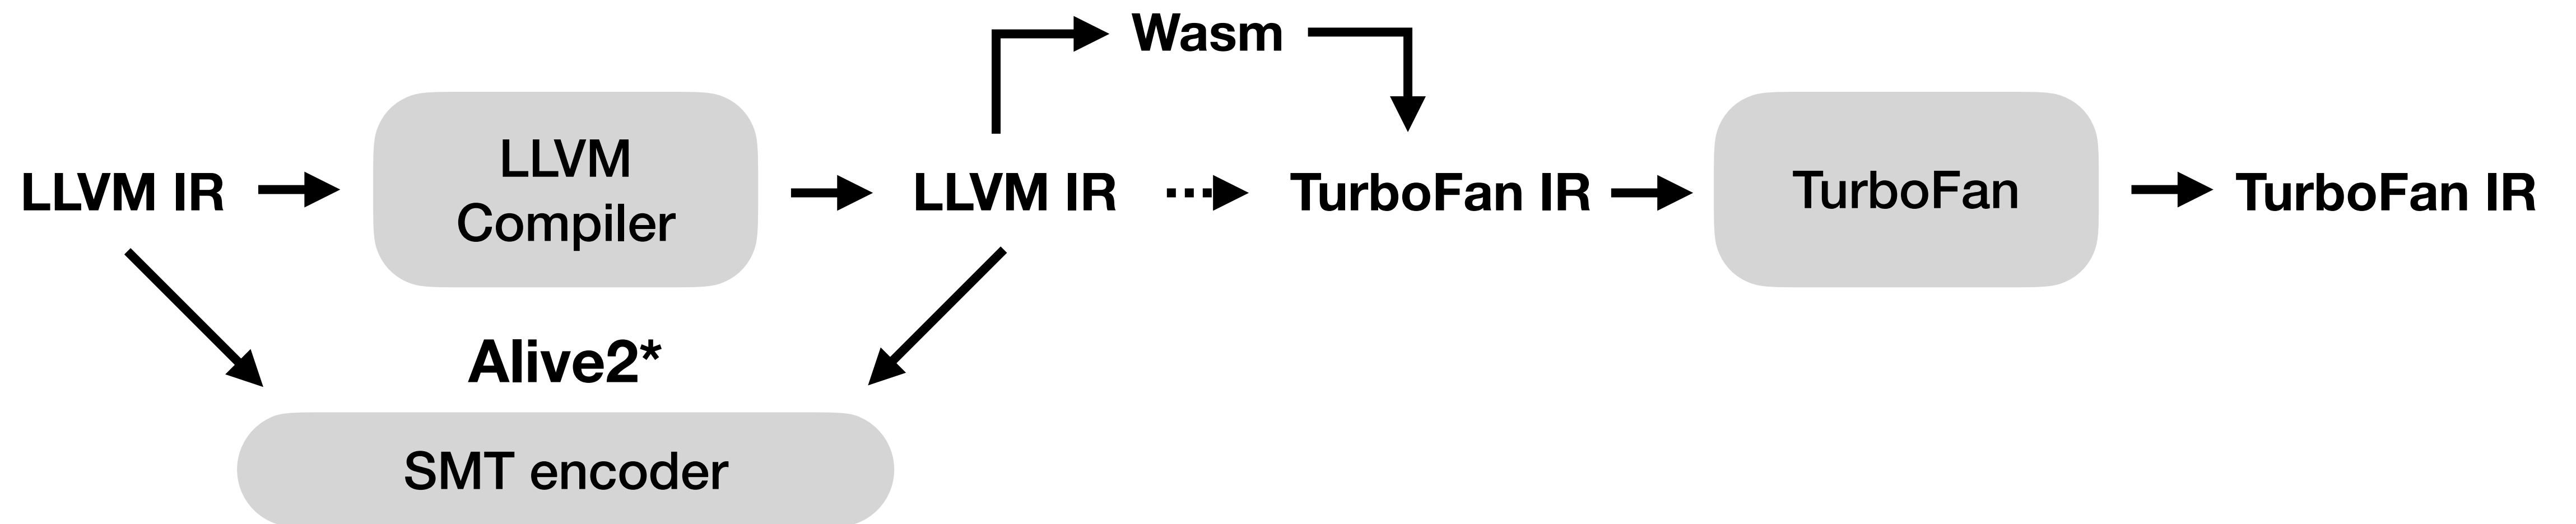 Wasm
LLVM IR
LLVM
Compiler
LLVM IR
TurboFan IR
TurboFan
TurboFan IR
Alive2*
SMT encoder